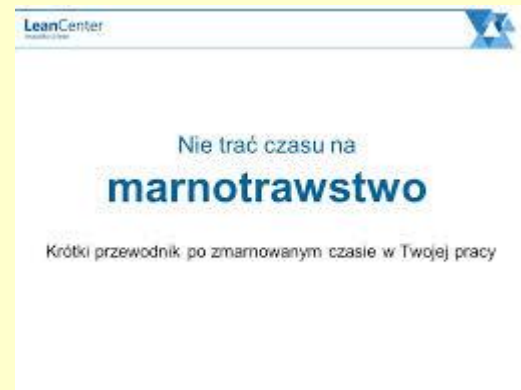 LeanCenter
Nie trać czasu na
marnotrawstwo
Krótki przewodnik po zmarnowanym czasie w Twojej pracy